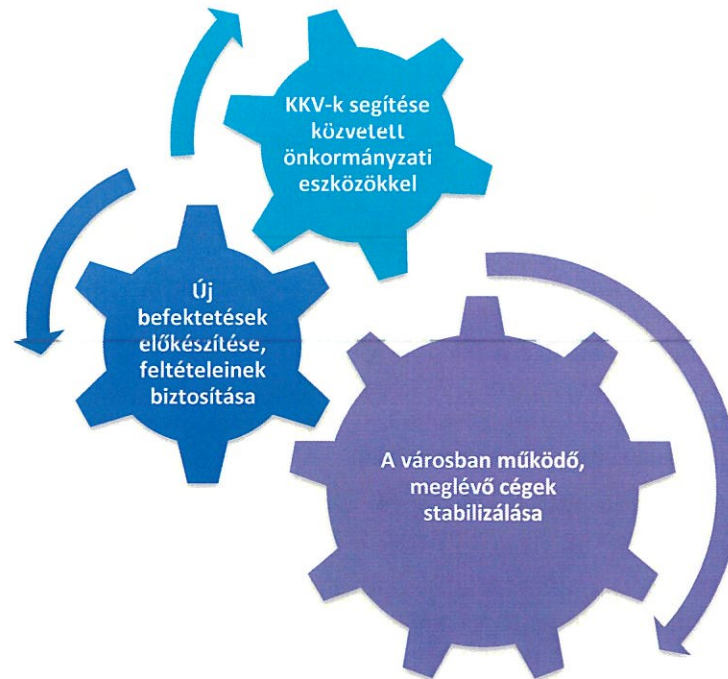 KKV-k segítése
közvetett
önkormányzati
eszközökkel
Új
befektetések
előkészítése,
feltételeinek
biztosítása
A városban működő,
meglévő cégek
stabilizálása